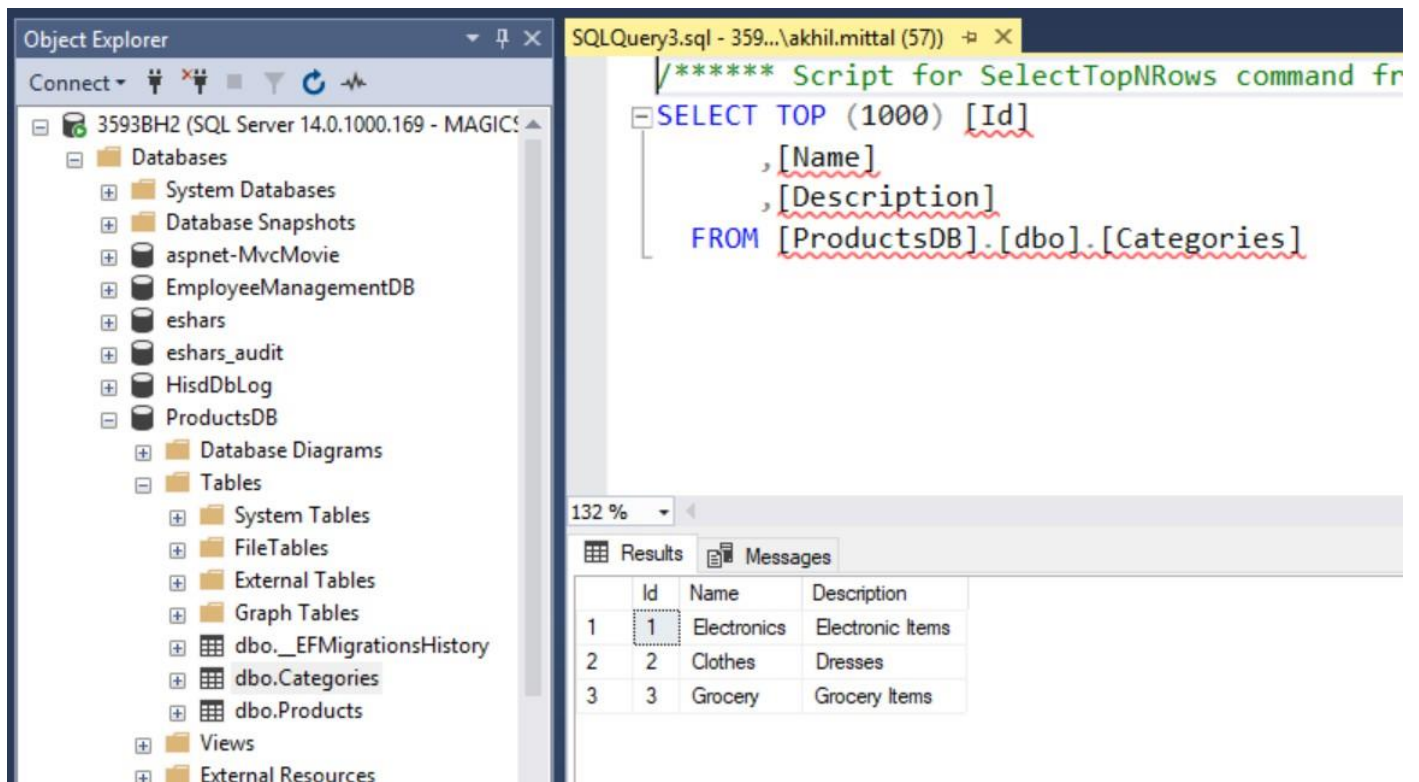 Object Explorer
Connect
3593BH2 (SQL Server 14.0.1000.169 - MAGICS
Databases
System Databases
Database Snapshots
aspnet-MvcMovie
EmployeeManagementDB
eshars
eshars_audit
HisdDbLog
ProductsDB
Database Diagrams
Tables
System Tables
FileTables
External Tables
Graph Tables
dbo.__EFMigrationsHistory
dbo.Categories
dbo.Products
Views
External Resources
SQLQuery3.sql - 359...\akhil.mittal (57))
/****** Script for SelectTopNRows command fr
SELECT TOP (1000) [Id]
,[Name]
,[Description]
FROM [ProductsDB].[dbo].[Categories]
132 %
Results Messages
Id Name Description
1 1 Electronics Electronic Items
2 2 Clothes Dresses
3 3 Grocery Grocery Items